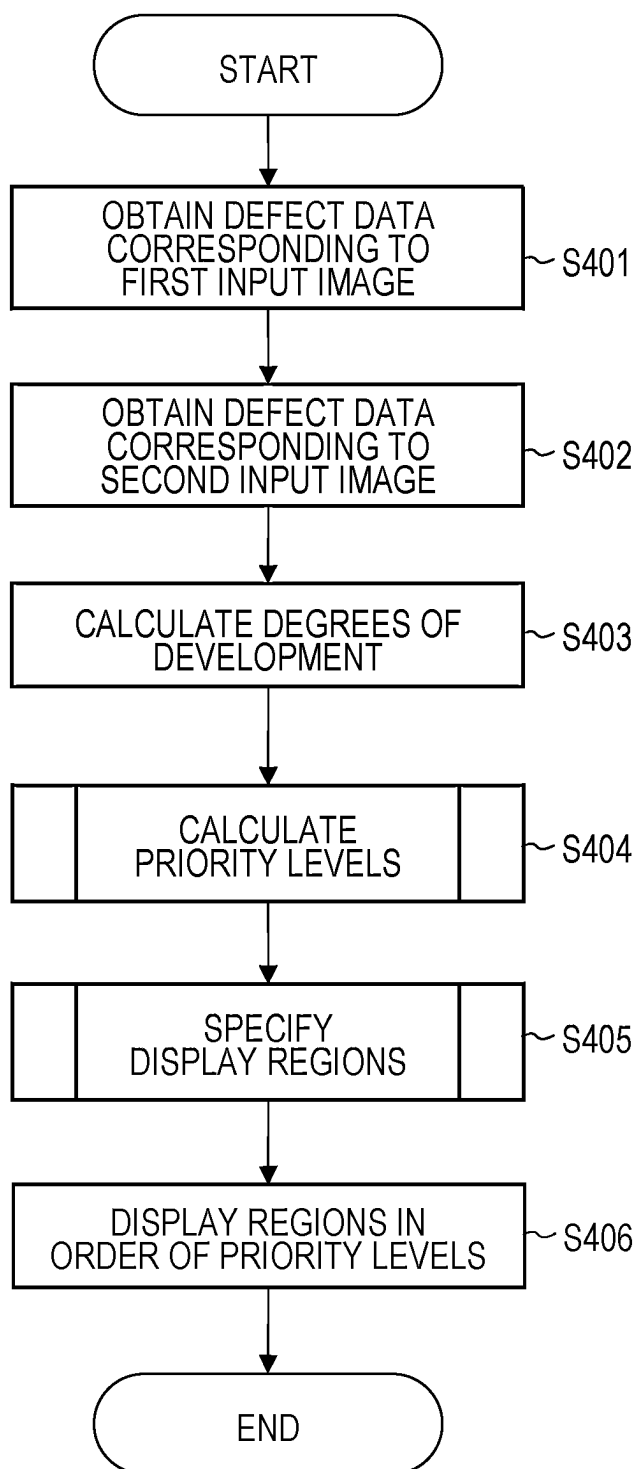 START
OBTAIN DEFECT DATA
CORRESPONDING TO
FIRST INPUT IMAGE
S401
OBTAIN DEFECT DATA
CORRESPONDING TO
SECOND INPUT IMAGE
S402
CALCULATE DEGREES OF
DEVELOPMENT
S403
CALCULATE
PRIORITY LEVELS
S404
SPECIFY
DISPLAY REGIONS
S405
DISPLAY REGIONS IN
ORDER OF PRIORITY LEVELS
S406
END